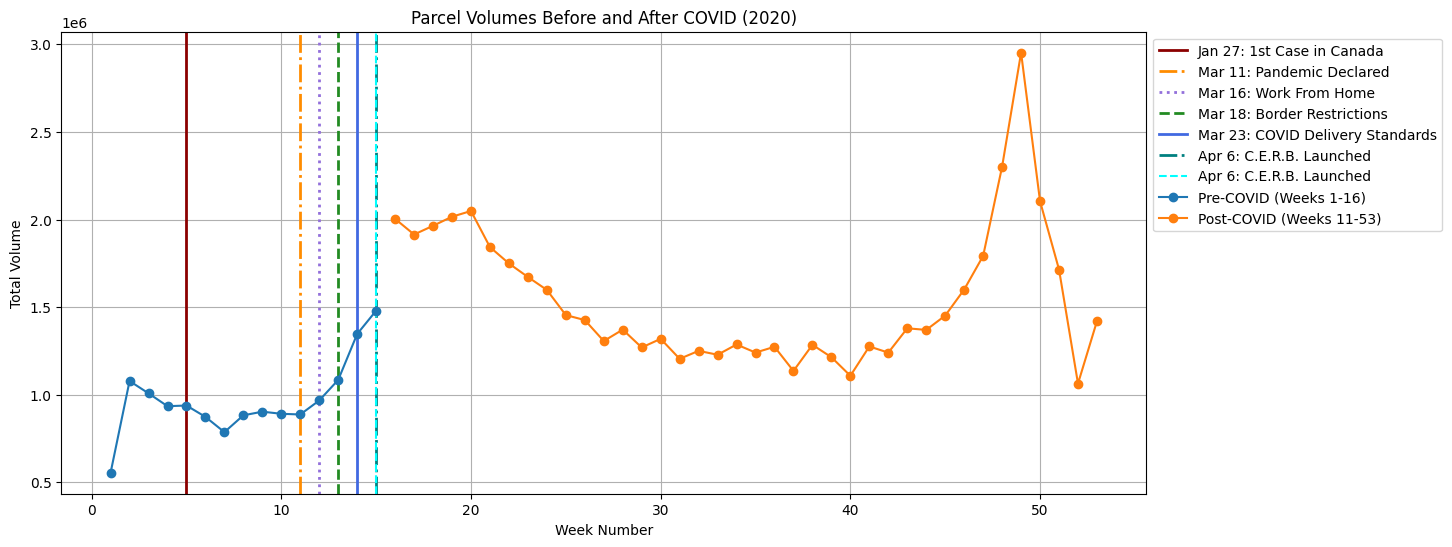 Parcel Volumes Before and After COVID (2020)
1e6
3.0
2.5
2.0
1.5
1.0
0.5
Total Volume
0 10 20 30 40 50
Week Number
Jan 27: 1st Case in Canada
Mar 11: Pandemic Declared
Mar 16: Work From Home
Mar 18: Border Restrictions
Mar 23: COVID Delivery Standards
Apr 6: C.E.R.B. Launched
Apr 6: C.E.R.B. Launched
Pre-COVID (Weeks 1-16)
Post-COVID (Weeks 11-53)